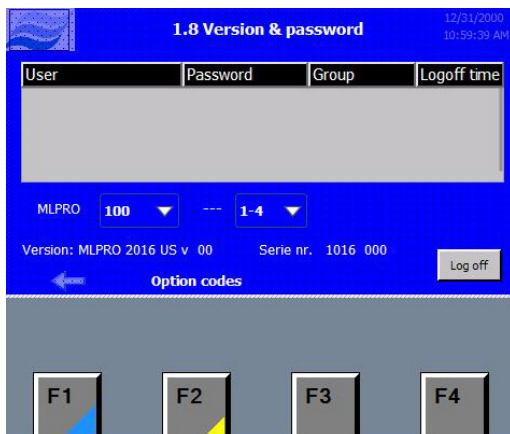 1.8 Version & password
12/31/2000
10:59:39 AM
User Password Group Logoff time
MLPRO 100 --- 1-4
Version: MLPRO 2016 US v 00 Serie nr. 1016 000
Log off
Option codes
F1 F2 F3 F4